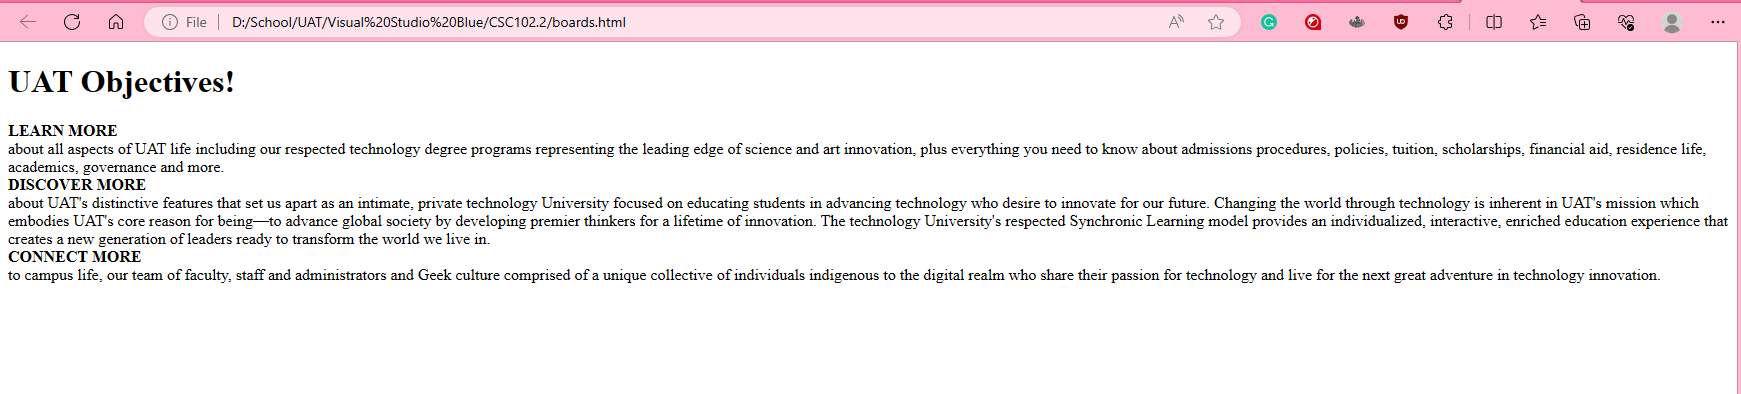 File
D:/School/UAT/Visual%20Studio%20Blue/CSC102.2/boards.html
UAT Objectives!
LEARN MORE
about all aspects of UAT life including our respected technology degree programs representing the leading edge of science and art innovation, plus everything you need to know about admissions procedures, policies, tuition, scholarships, financial aid, residence life,
academics, governance and more.
DISCOVER MORE
about UAT's distinctive features that set us apart as an intimate, private technology University focused on educating students in advancing technology who desire to innovate for our future. Changing the world through technology is inherent in UAT's mission which
embodies UAT's core reason for being—to advance global society by developing premier thinkers for a lifetime of innovation. The technology University's respected Synchronic Learning model provides an individualized, interactive, enriched education experience that
creates a new generation of leaders ready to transform the world we live in.
CONNECT MORE
to campus life, our team of faculty, staff and administrators and Geek culture comprised of a unique collective of individuals indigenous to the digital realm who share their passion for technology and live for the next great adventure in technology innovation.